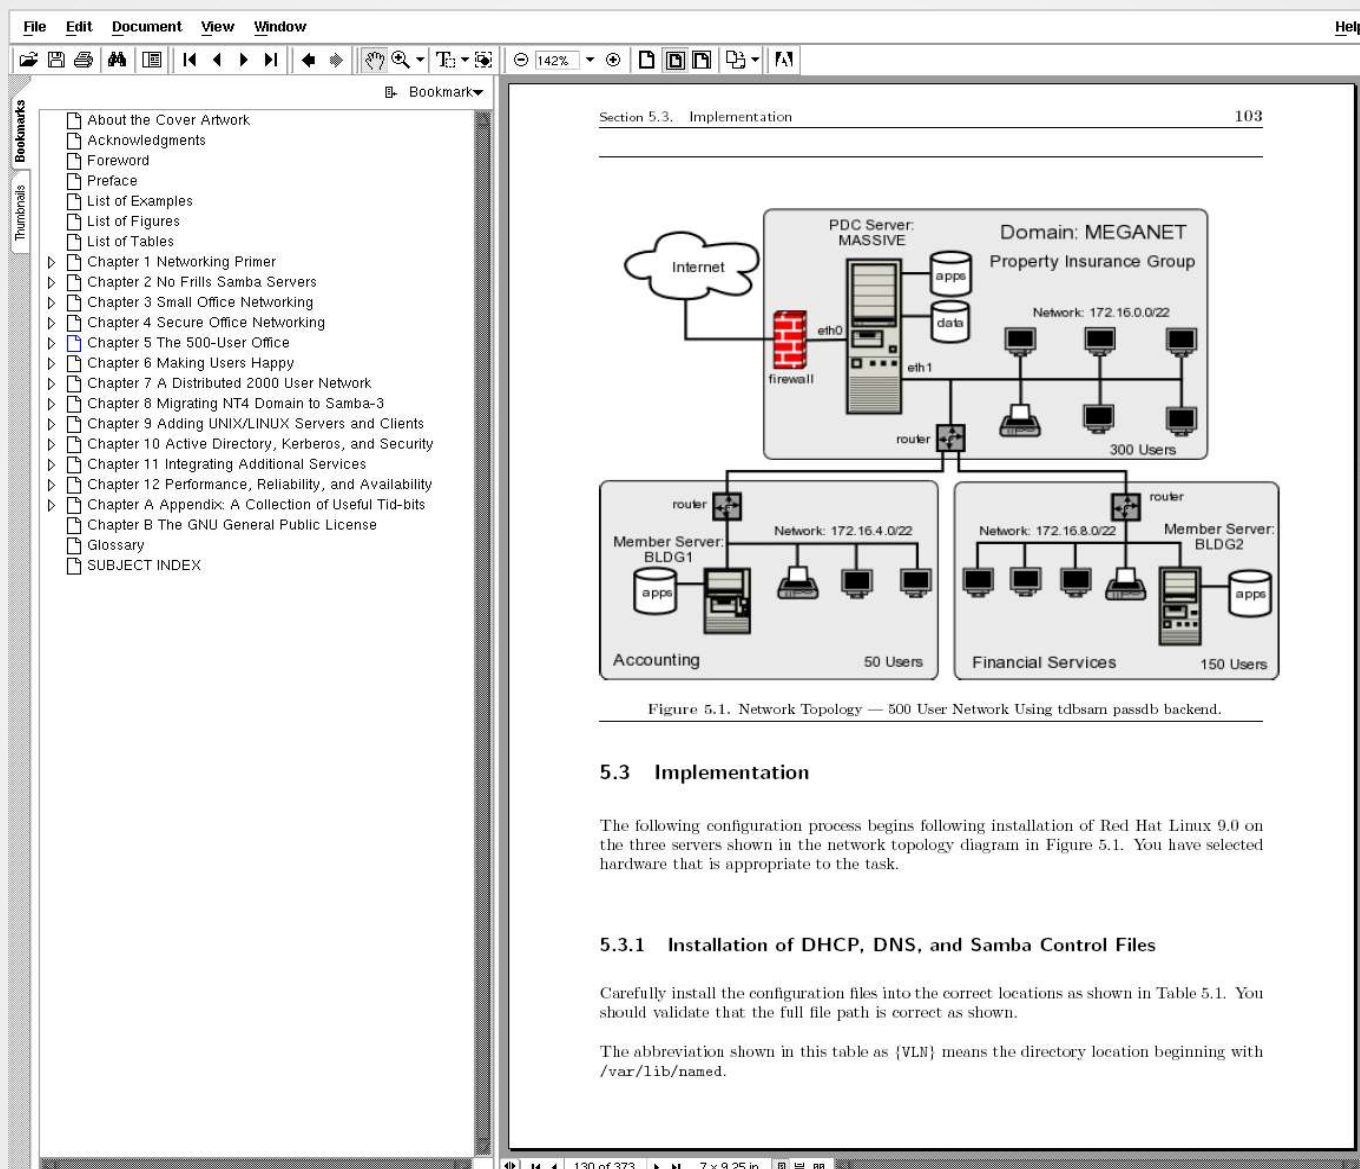 File Edit Document View Window Help
142%
Bookmark
Bookmarks
Thumbnails
About the Cover Artwork
Acknowledgments
Foreword
Preface
List of Examples
List of Figures
List of Tables
Chapter 1 Networking Primer
Chapter 2 No Frills Samba Servers
Chapter 3 Small Office Networking
Chapter 4 Secure Office Networking
Chapter 5 The 500-User Office
Chapter 6 Making Users Happy
Chapter 7 A Distributed 2000 User Network
Chapter 8 Migrating NT4 Domain to Samba-3
Chapter 9 Adding UNIX/LINUX Servers and Clients
Chapter 10 Active Directory, Kerberos, and Security
Chapter 11 Integrating Additional Services
Chapter 12 Performance, Reliability, and Availability
Chapter A Appendix: A Collection of Useful Tid-bits
Chapter B The GNU General Public License
Glossary
SUBJECT INDEX
Section 5.3. Implementation 103
PDC Server:
MASSIVE
Domain: MEGANET
Property Insurance Group
Internet
apps
data
Network: 172.16.0.0/22
eth0
firewall
eth1
router
300 Users
router
Network: 172.16.4.0/22
Member Server:
BLDG1
apps
Accounting
50 Users
router
Network: 172.16.8.0/22
Member Server:
BLDG2
apps
Financial Services
150 Users
Figure 5.1. Network Topology — 500 User Network Using tdbsam passdb backend.
5.3 Implementation
The following configuration process begins following installation of Red Hat Linux 9.0 on
the three servers shown in the network topology diagram in Figure 5.1. You have selected
hardware that is appropriate to the task.
5.3.1 Installation of DHCP, DNS, and Samba Control Files
Carefully install the configuration files into the correct locations as shown in Table 5.1. You
should validate that the full file path is correct as shown.
The abbreviation shown in this table as {VLN} means the directory location beginning with
/var/lib/named.
130 of 373 7 x 9.25 in